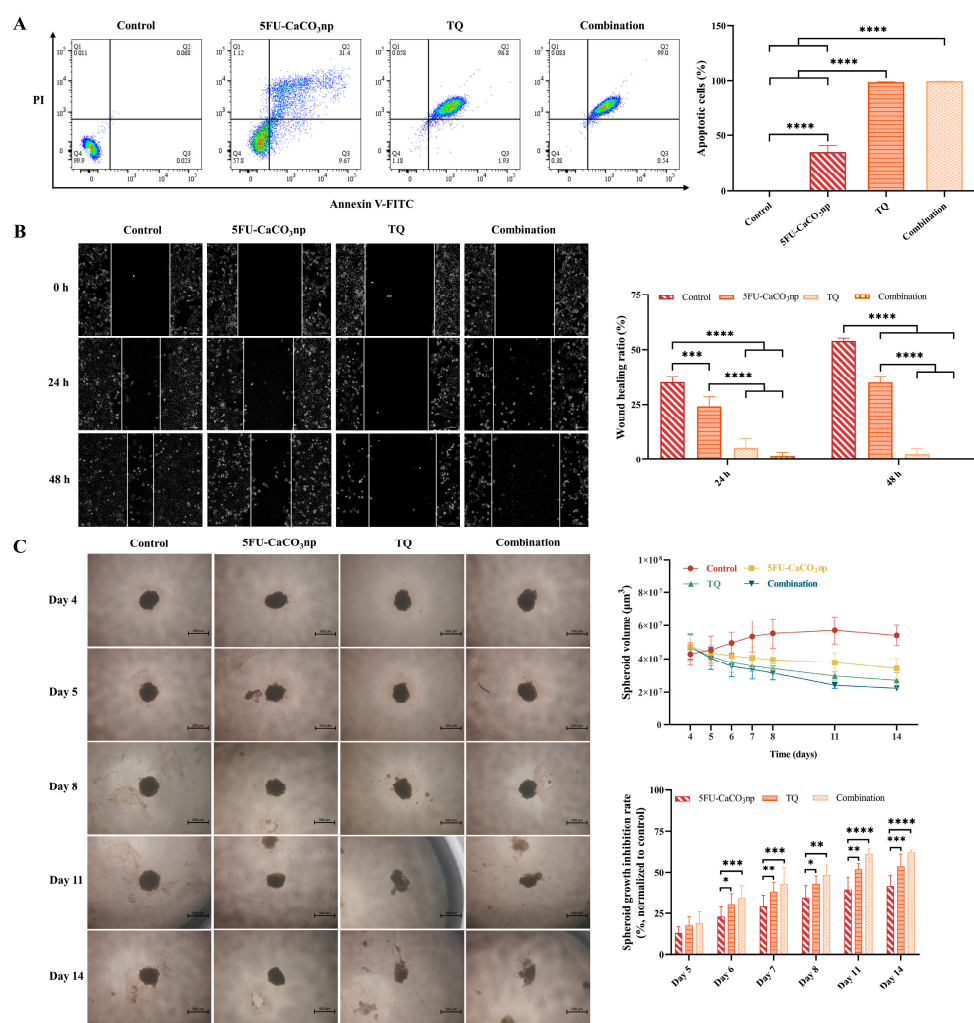 A
Control
5FU-CaCO₃np
TQ
Combination
Q1
0.011
Q2
0.068
Q4
99.9
Q3
0.023
Q1
1.12
Q2
31.4
Q4
57.8
Q3
9.67
Q1
0.058
Q2
96.8
Q4
1.18
Q3
1.93
Q1
0.083
Q2
99.0
Q4
0.38
Q3
0.54
PI
Annexin V-FITC
Apoptotic cells (%)
150
100
50
0
****
****
****
Control
5FU-CaCO₃np
TQ
Combination
B
Control
5FU-CaCO₃np
TQ
Combination
0 h
24 h
48 h
Wound healing ratio (%)
75
50
25
0
Control
5FU-CaCO₃np
TQ
Combination
****
***
****
****
****
24 h
48 h
C
Control
5FU-CaCO₃np
TQ
Combination
Day 4
Day 5
Day 8
Day 11
Day 14
Spheroid volume (μm³)
1×10⁸
8×10⁷
6×10⁷
4×10⁷
2×10⁷
0
Control
5FU-CaCO₃np
TQ
Combination
4
5
6
7
8
11
14
Time (days)
Spheroid growth inhibition rate
(%, normalized to control)
100
75
50
25
0
5FU-CaCO₃np
TQ
Combination
***
*
***
**
**
*
****
**
****
***
Day 5
Day 6
Day 7
Day 8
Day 11
Day 14